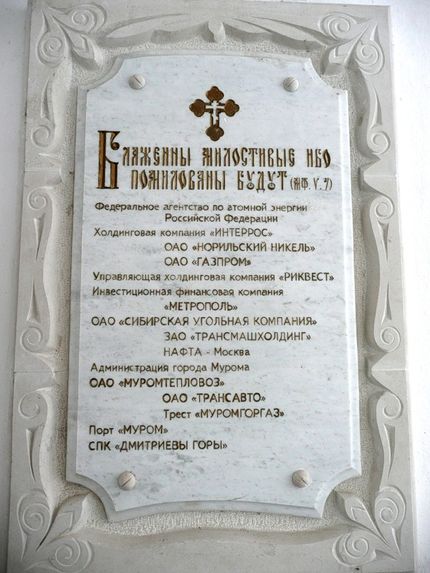 Блаженны милостивые ибо
помилованы будут (мф. V. 7)
Федеральное агентство по атомной энергии
Российской Федерации
Холдинговая компания «ИНТЕРРОС»
ОАО «НОРИЛЬСКИЙ НИКЕЛЬ»
ОАО «ГАЗПРОМ»
Управляющая холдинговая компания «РИКВЕСТ»
Инвестиционная финансовая компания
«МЕТРОПОЛЬ»
ОАО «СИБИРСКАЯ УГОЛЬНАЯ КОМПАНИЯ»
ЗАО «ТРАНСМАШХОЛДИНГ»
НАФТА - Москва
Администрация города Мурома
ОАО «МУРОМТЕПЛОВОЗ»
ОАО «ТРАНСАВТО»
Трест «МУРОМГОРГАЗ»
Порт «МУРОМ»
СПК «ДМИТРИЕВЫ ГОРЫ»